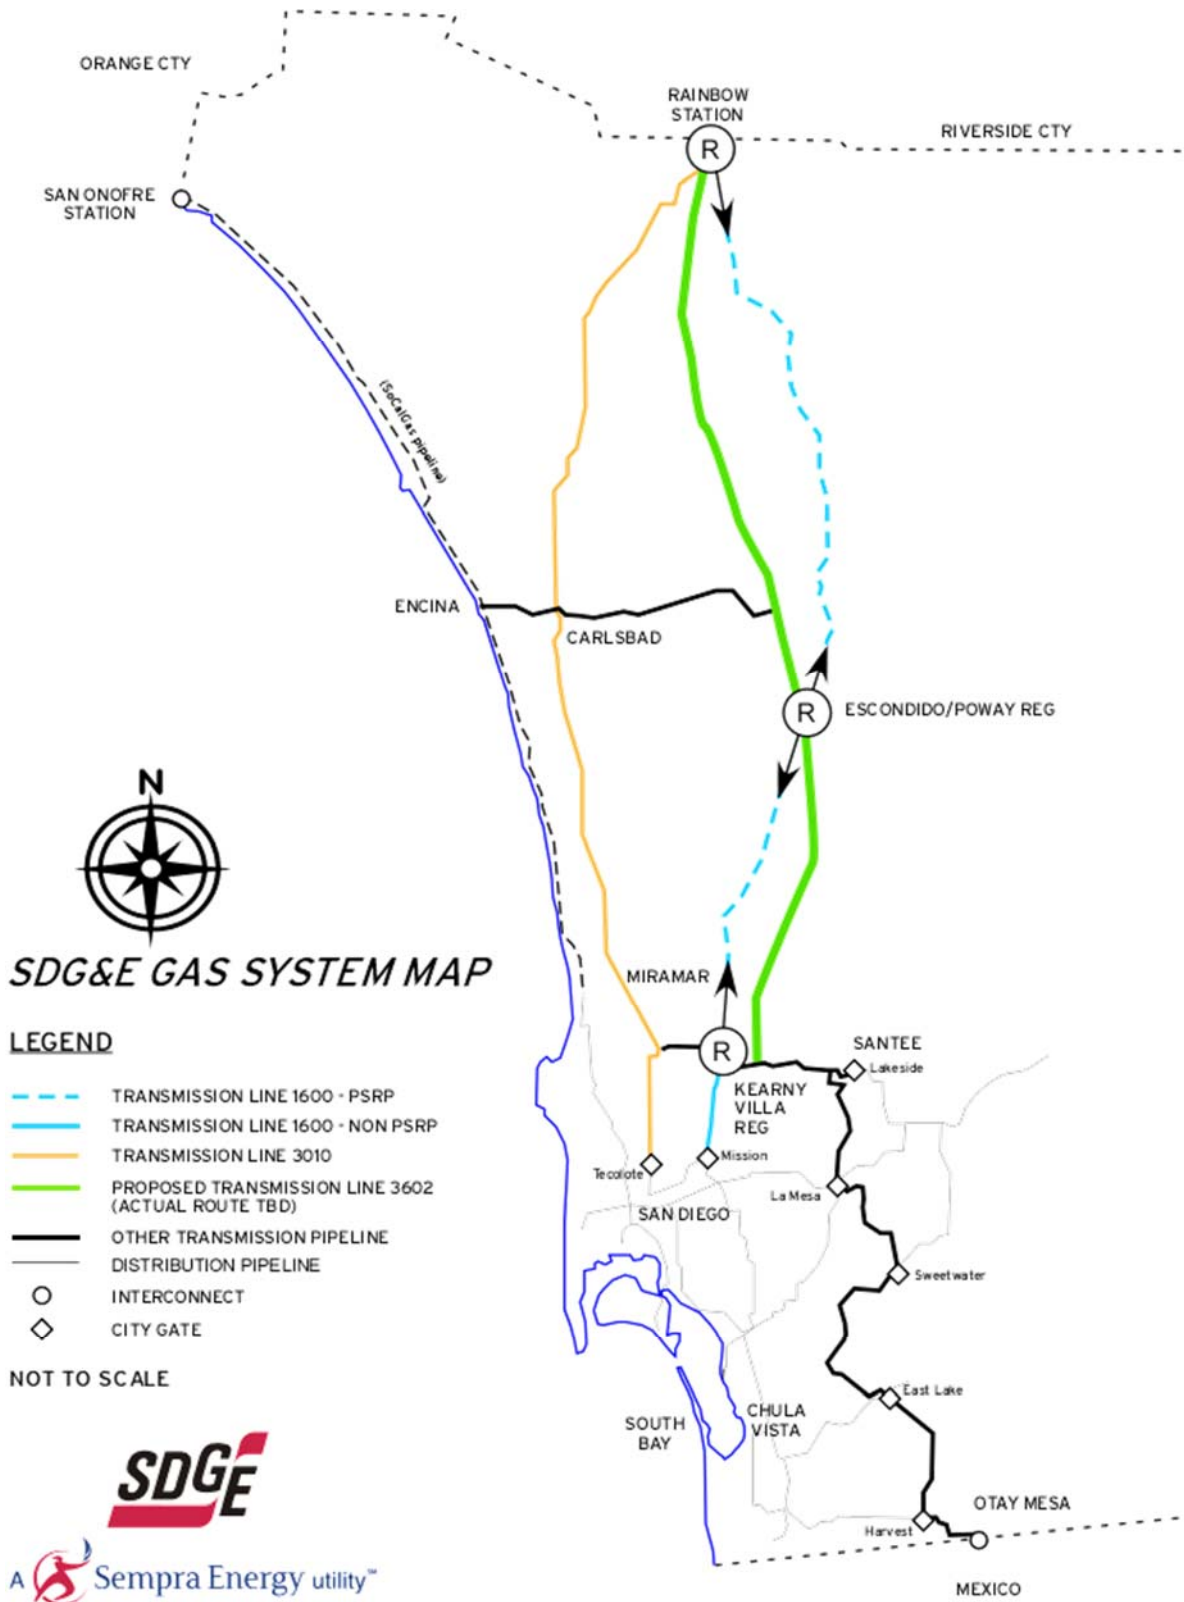 ORANGE CTY
RAINBOW
STATION
R
RIVERSIDE CTY
SAN ONOFRE
STATION
(SoCalGas pipeline)
ENCINA
CARLSBAD
R
ESCONDIDO/POWAY REG
N
SDG&E GAS SYSTEM MAP
MIRAMAR
R
KEARNY
VILLA
REG
SANTEE
Lakeside
Tecolote
Mission
La Mesa
SAN DIEGO
Sweetwater
East Lake
CHULA
VISTA
SOUTH
BAY
OTAY MESA
Harvest
MEXICO
LEGEND
TRANSMISSION LINE 1600 - PSRP
TRANSMISSION LINE 1600 - NON PSRP
TRANSMISSION LINE 3010
PROPOSED TRANSMISSION LINE 3602
(ACTUAL ROUTE TBD)
OTHER TRANSMISSION PIPELINE
DISTRIBUTION PIPELINE
INTERCONNECT
CITY GATE
NOT TO SCALE
SDGE
A Sempra Energy utility™